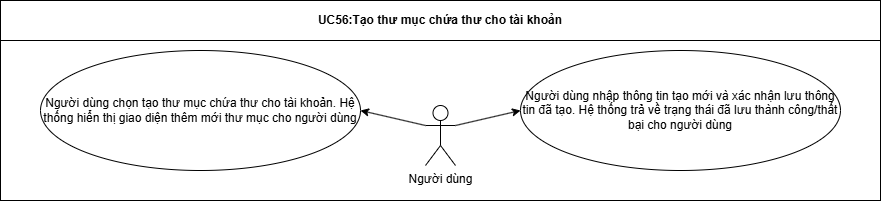 UC56:Tạo thư mục chứa thư cho tài khoản
Người dùng chọn tạo thư mục chứa thư cho tài khoản. Hệ
thống hiển thị giao diện thêm mới thư mục cho người dùng
Người dùng nhập thông tin tạo mới và xác nhận lưu thông
tin đã tạo. Hệ thống trả về trạng thái đã lưu thành công/thất
bại cho người dùng
Người dùng